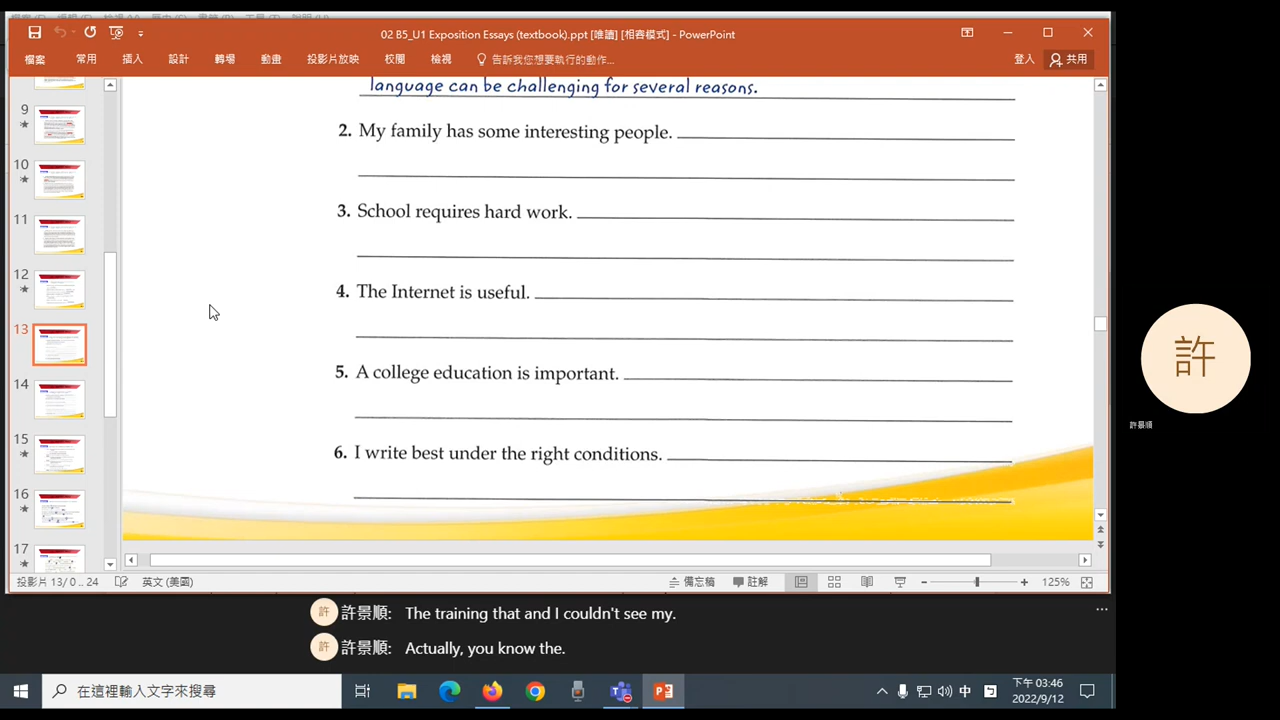 02 B5_U1 Exposition Essays (textbook).ppt [唯讀] [相容模式] - PowerPoint
檔案 常用 插入 設計 轉場 動畫 投影片放映 校閱 檢視 告訴我您想要執行的動作... 登入 共用
language can be challenging for several reasons.
2. My family has some interesting people.
3. School requires hard work.
4. The Internet is useful.
5. A college education is important.
6. I write best under the right conditions.
9
10
11
12
13
14
15
16
17
許
許景順
投影片 13/0 .. 24 英文 (美國) 備忘稿 註解 125%
許 許景順: The training that and I couldn't see my.
許 許景順: Actually, you know the.
在這裡輸入文字來搜尋
中
下午 03:46
2022/9/12